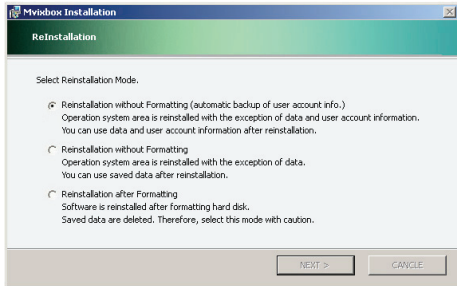 Mvixbox Installation
ReInstallation
Select Reinstallation Mode.
Reinstallation without Formatting (automatic backup of user account info.)
Operation system area is reinstalled with the exception of data and user account information.
You can use data and user account information after reinstallation.
Reinstallation without Formatting
Operation system area is reinstalled with the exception of data.
You can use saved data after reinstallation.
Reinstallation after Formatting
Software is reinstalled after formatting hard disk.
Saved data are deleted. Therefore, select this mode with caution.
NEXT > CANCLE